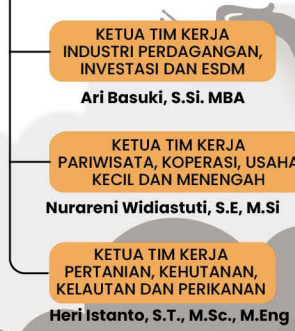 KETUA TIM KERJA
INDUSTRI PERDAGANGAN,
INVESTASI DAN ESDM
Ari Basuki, S.Si. MBA
KETUA TIM KERJA
PARIWISATA, KOPERASI, USAHA
KECIL DAN MENENGAH
Nurareni Widiastuti, S.E, M.Si
KETUA TIM KERJA
PERTANIAN, KEHUTANAN,
KELAUTAN DAN PERIKANAN
Heri Istanto, S.T., M.Sc., M.Eng